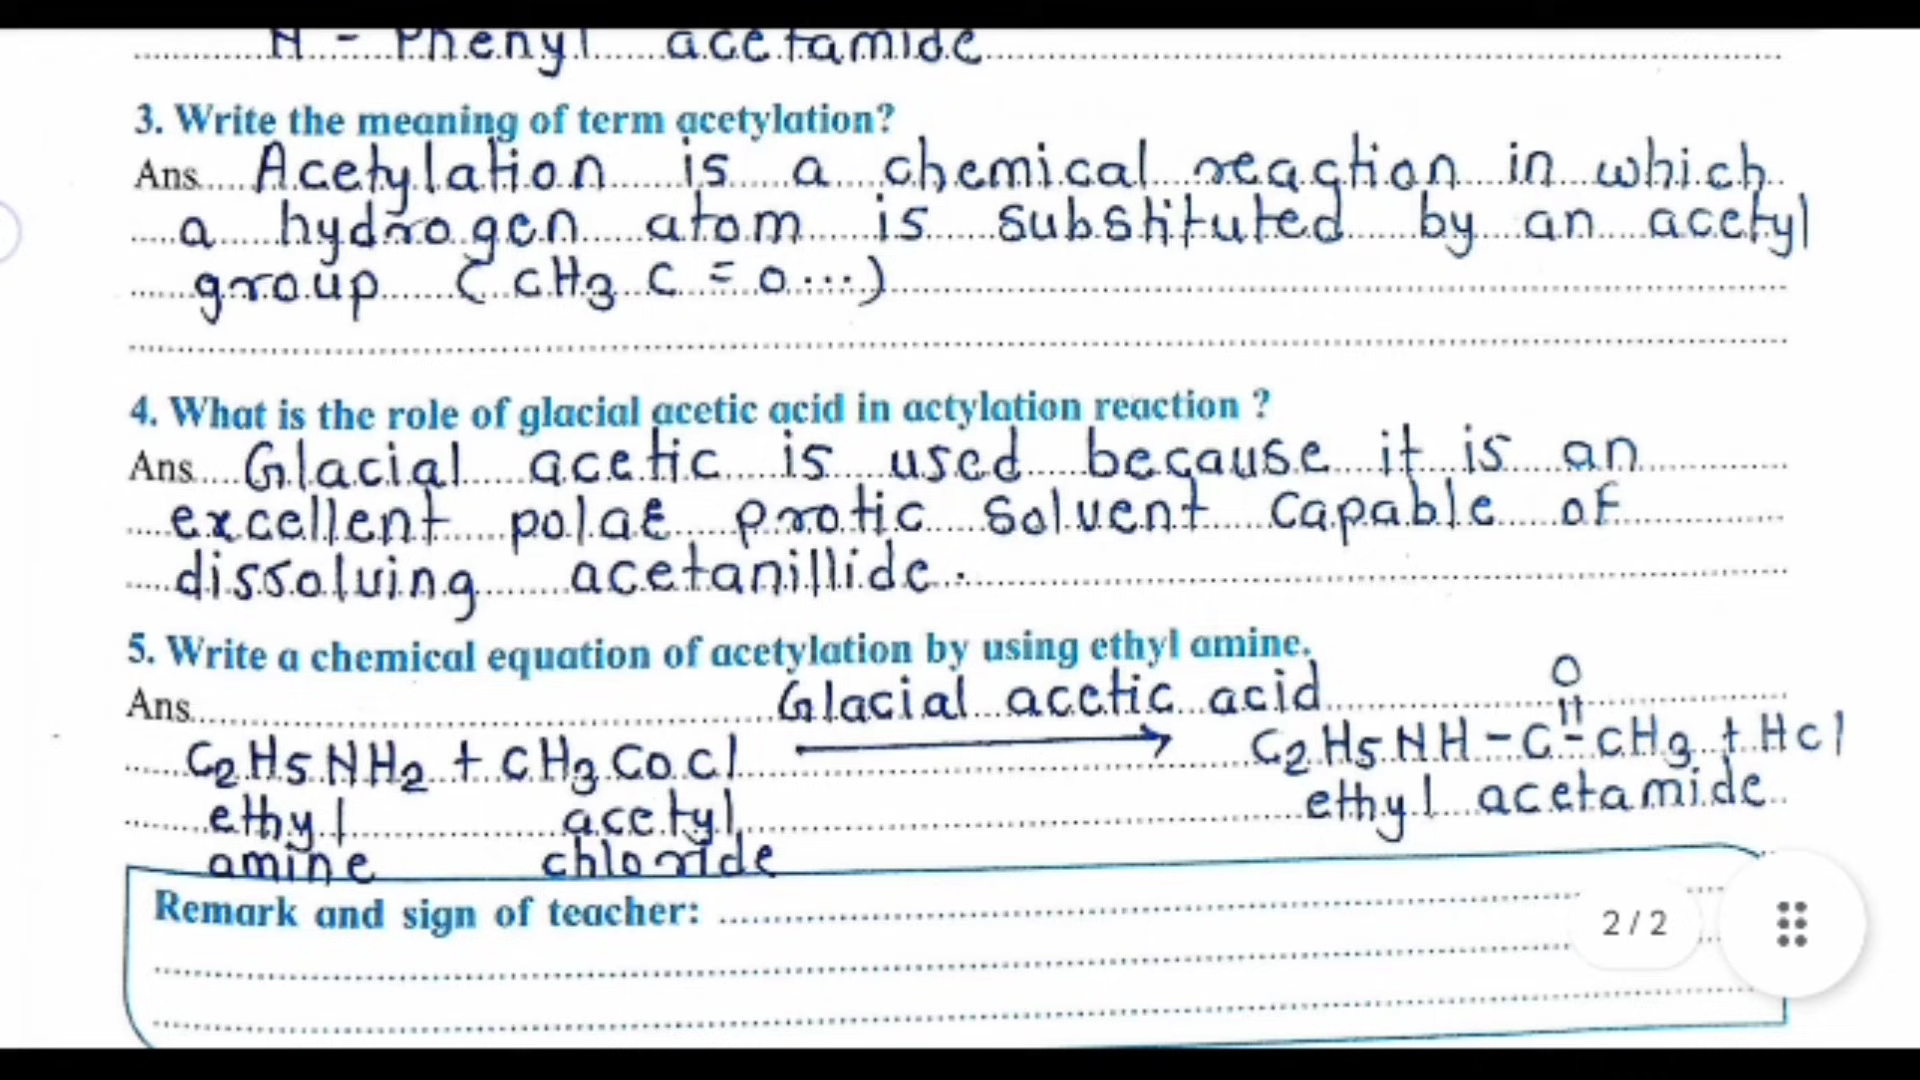 N - Phenyl acetamide
3. Write the meaning of term acetylation?
Ans Acetylation is a chemical reaction in which
a hydrogen atom is substituted by an acetyl
group (CH3 C = O...)
4. What is the role of glacial acetic acid in actylation reaction ?
Ans Glacial acetic is used because it is an
excellent polar protic solvent capable of
dissolving acetanillide.
5. Write a chemical equation of acetylation by using ethyl amine.
Ans Glacial acetic acid O
C2H5NH2 + CH3COCl → C2H5NH-C-CH3 + HCl
ethyl acetyl ethyl acetamide
amine chloride
Remark and sign of teacher:
2 / 2